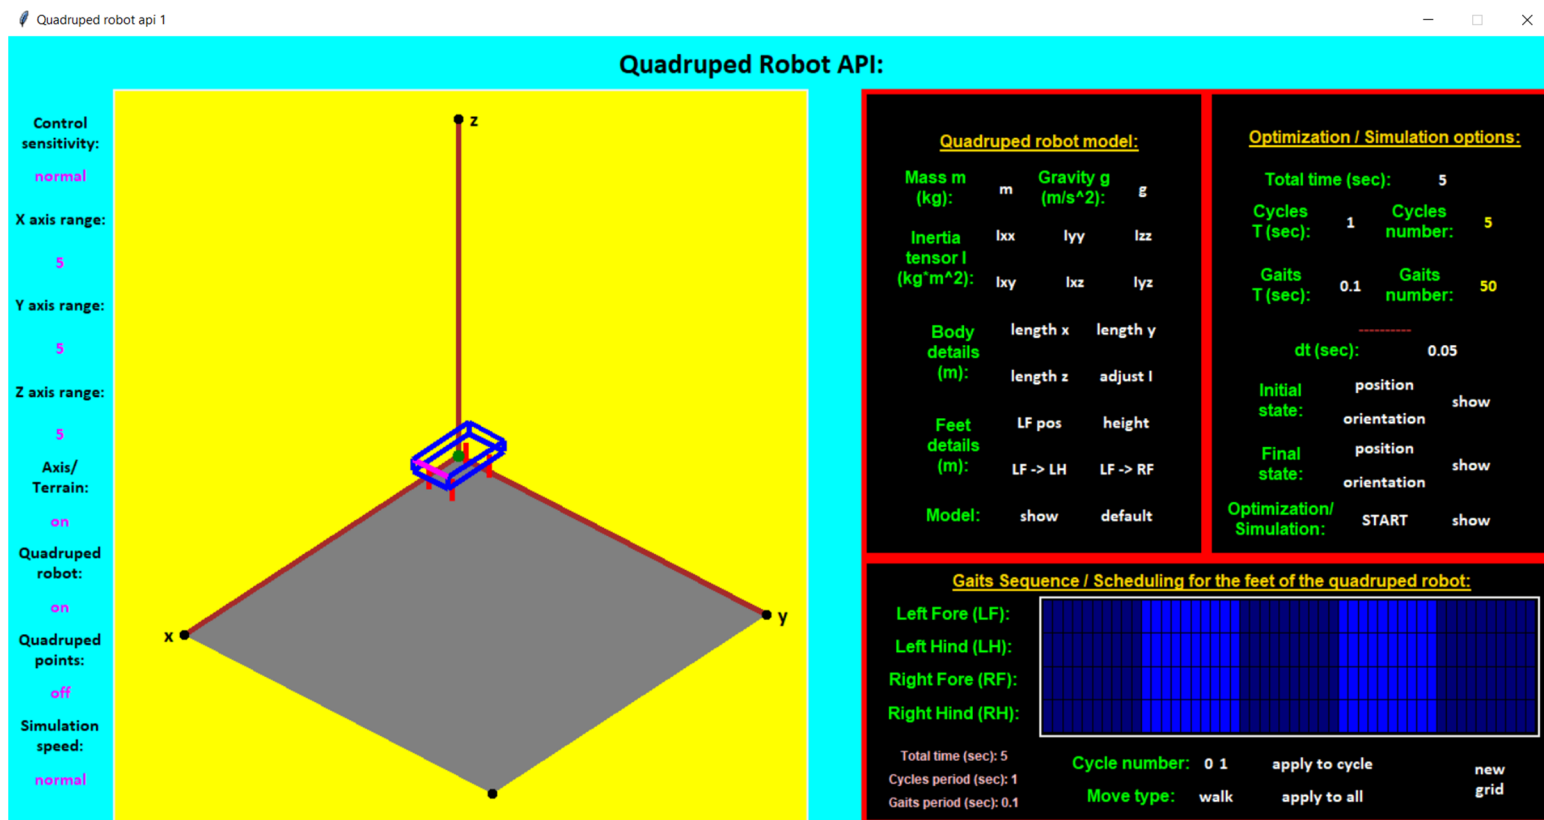 Quadruped robot api 1
Quadruped Robot API:
Control
sensitivity:
normal
X axis range:
5
Y axis range:
5
Z axis range:
5
Axis/
Terrain:
on
Quadruped
robot:
on
Quadruped
points:
off
Simulation
speed:
normal
z
x
y
Quadruped robot model:
Mass m
(kg):
m
Gravity g
(m/s^2):
g
Inertia
tensor I
(kg*m^2):
Ixx
Iyy
Izz
Ixy
Ixz
Iyz
Body
details
(m):
length x
length y
length z
adjust I
Feet
details
(m):
LF pos
height
LF -> LH
LF -> RF
Model:
show
default
Optimization / Simulation options:
Total time (sec):
5
Cycles
T (sec):
1
Cycles
number:
5
Gaits
T (sec):
0.1
Gaits
number:
50
----------
dt (sec):
0.05
Initial
state:
position
orientation
show
Final
state:
position
orientation
show
Optimization/
Simulation:
START
show
Gaits Sequence / Scheduling for the feet of the quadruped robot:
Left Fore (LF):
Left Hind (LH):
Right Fore (RF):
Right Hind (RH):
Total time (sec): 5
Cycles period (sec): 1
Gaits period (sec): 0.1
Cycle number:
0 1
apply to cycle
Move type:
walk
apply to all
new
grid